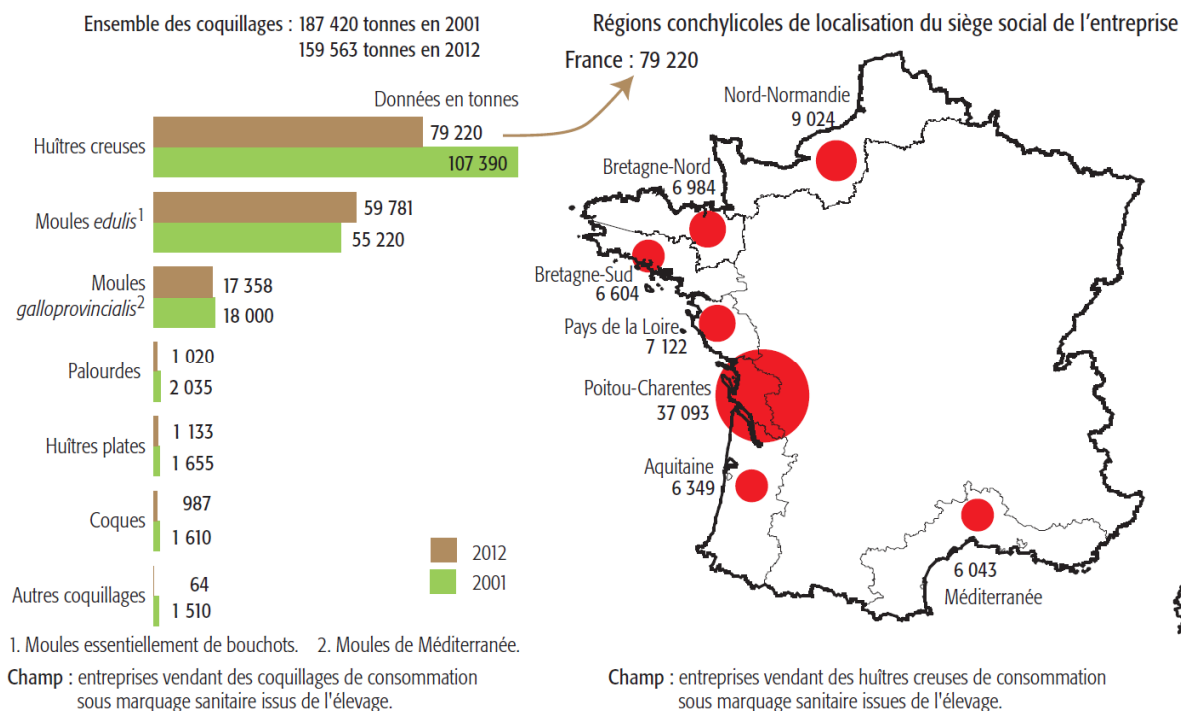 Ensemble des coquillages : 187 420 tonnes en 2001
159 563 tonnes en 2012
Données en tonnes
Huîtres creuses
79 220
107 390
Moules edulis¹
59 781
55 220
Moules
galloprovincialis²
17 358
18 000
Palourdes
1 020
2 035
Huîtres plates
1 133
1 655
Coques
987
1 610
Autres coquillages
64
1 510
2012
2001
1. Moules essentiellement de bouchots. 2. Moules de Méditerranée.
Champ : entreprises vendant des coquillages de consommation
sous marquage sanitaire issus de l'élevage.
Régions conchylicoles de localisation du siège social de l'entreprise
France : 79 220
Nord-Normandie
9 024
Bretagne-Nord
6 984
Bretagne-Sud
6 604
Pays de la Loire
7 122
Poitou-Charentes
37 093
Aquitaine
6 349
6 043
Méditerranée
Champ : entreprises vendant des huîtres creuses de consommation
sous marquage sanitaire issues de l'élevage.